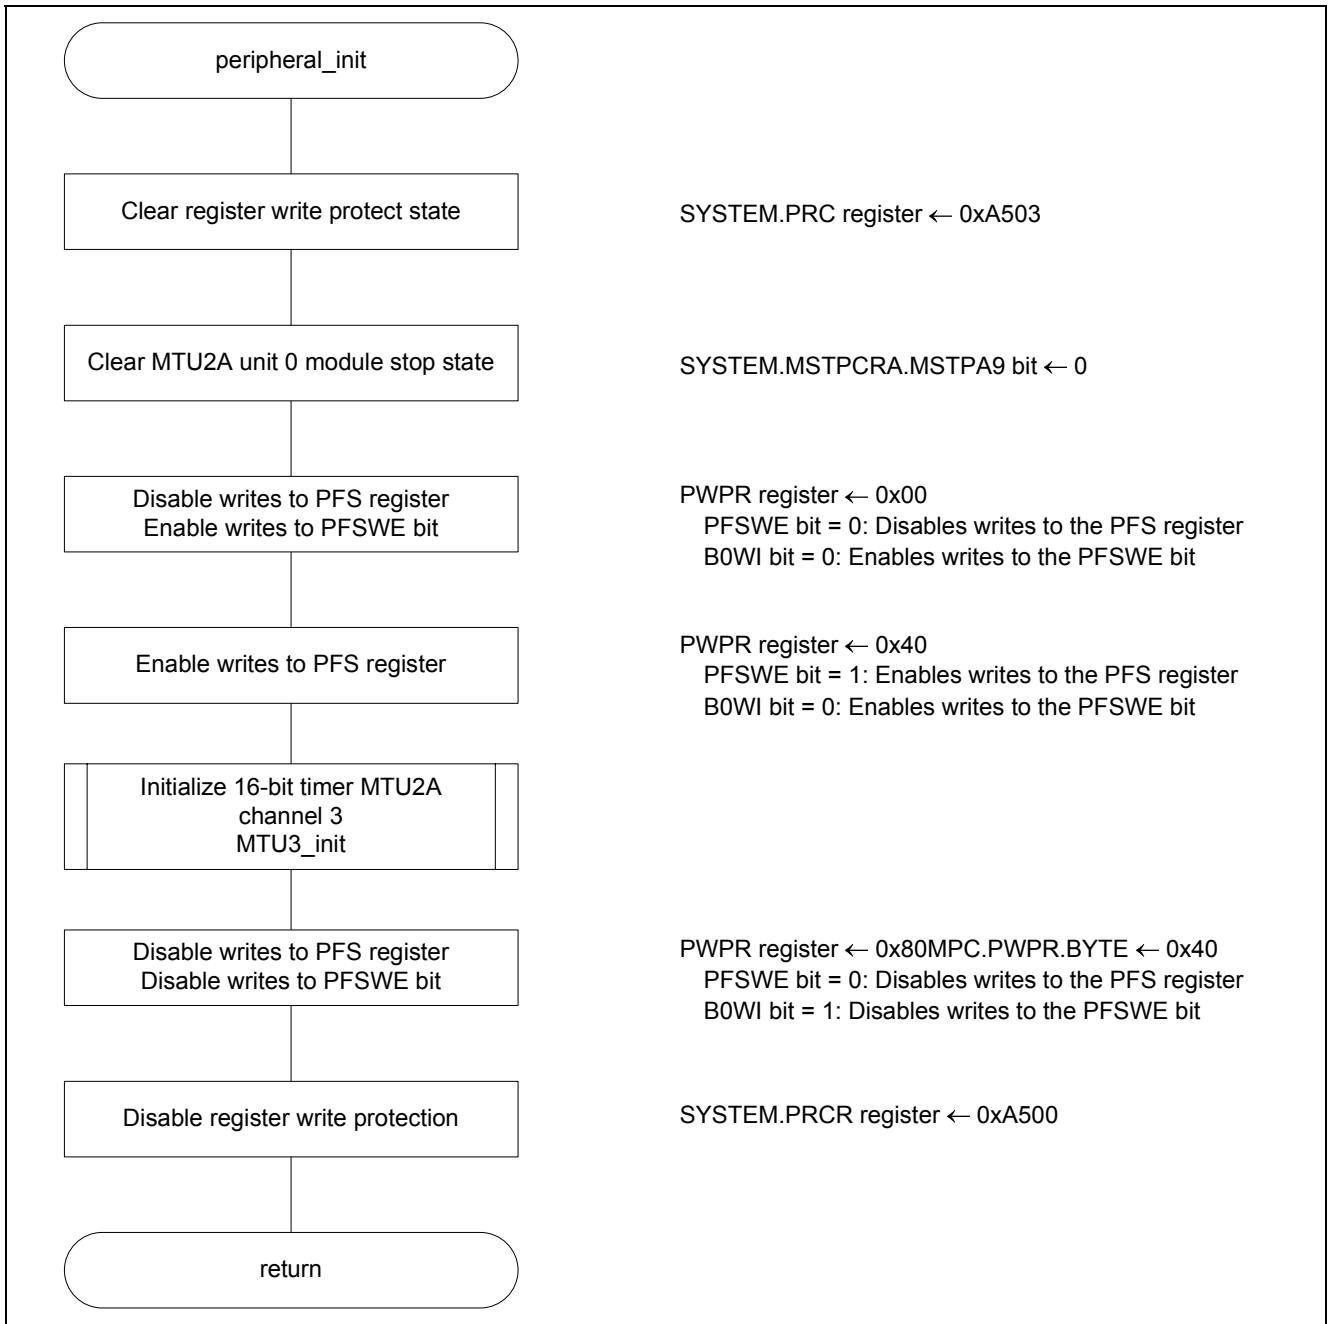 peripheral_init
Clear register write protect state
SYSTEM.PRC register ← 0xA503
Clear MTU2A unit 0 module stop state
SYSTEM.MSTPCRA.MSTPA9 bit ← 0
Disable writes to PFS register
Enable writes to PFSWE bit
PWPR register ← 0x00
PFSWE bit = 0: Disables writes to the PFS register
B0WI bit = 0: Enables writes to the PFSWE bit
Enable writes to PFS register
PWPR register ← 0x40
PFSWE bit = 1: Enables writes to the PFS register
B0WI bit = 0: Enables writes to the PFSWE bit
Initialize 16-bit timer MTU2A
channel 3
MTU3_init
Disable writes to PFS register
Disable writes to PFSWE bit
PWPR register ← 0x80MPC.PWPR.BYTE ← 0x40
PFSWE bit = 0: Disables writes to the PFS register
B0WI bit = 1: Disables writes to the PFSWE bit
Disable register write protection
SYSTEM.PRCR register ← 0xA500
return